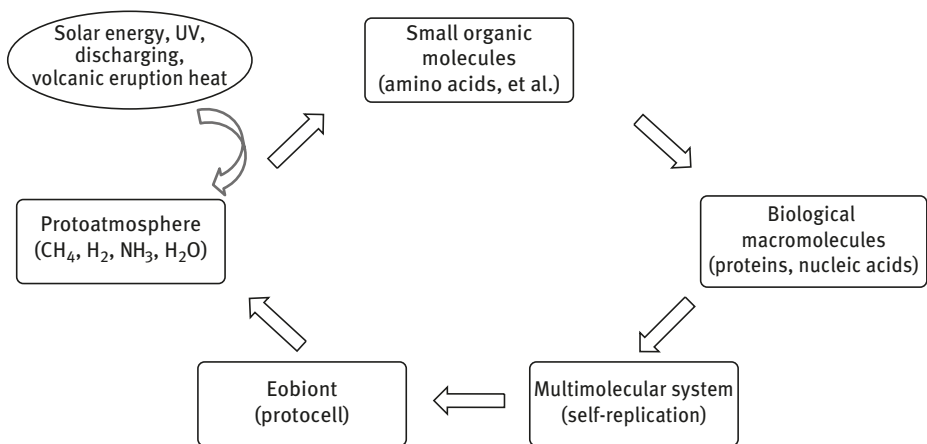 Solar energy, UV,
discharging,
volcanic eruption heat
Small organic
molecules
(amino acids, et al.)
Protoatmosphere
(CH₄, H₂, NH₃, H₂O)
Biological
macromolecules
(proteins, nucleic acids)
Eobiont
(protocell)
Multimolecular system
(self-replication)